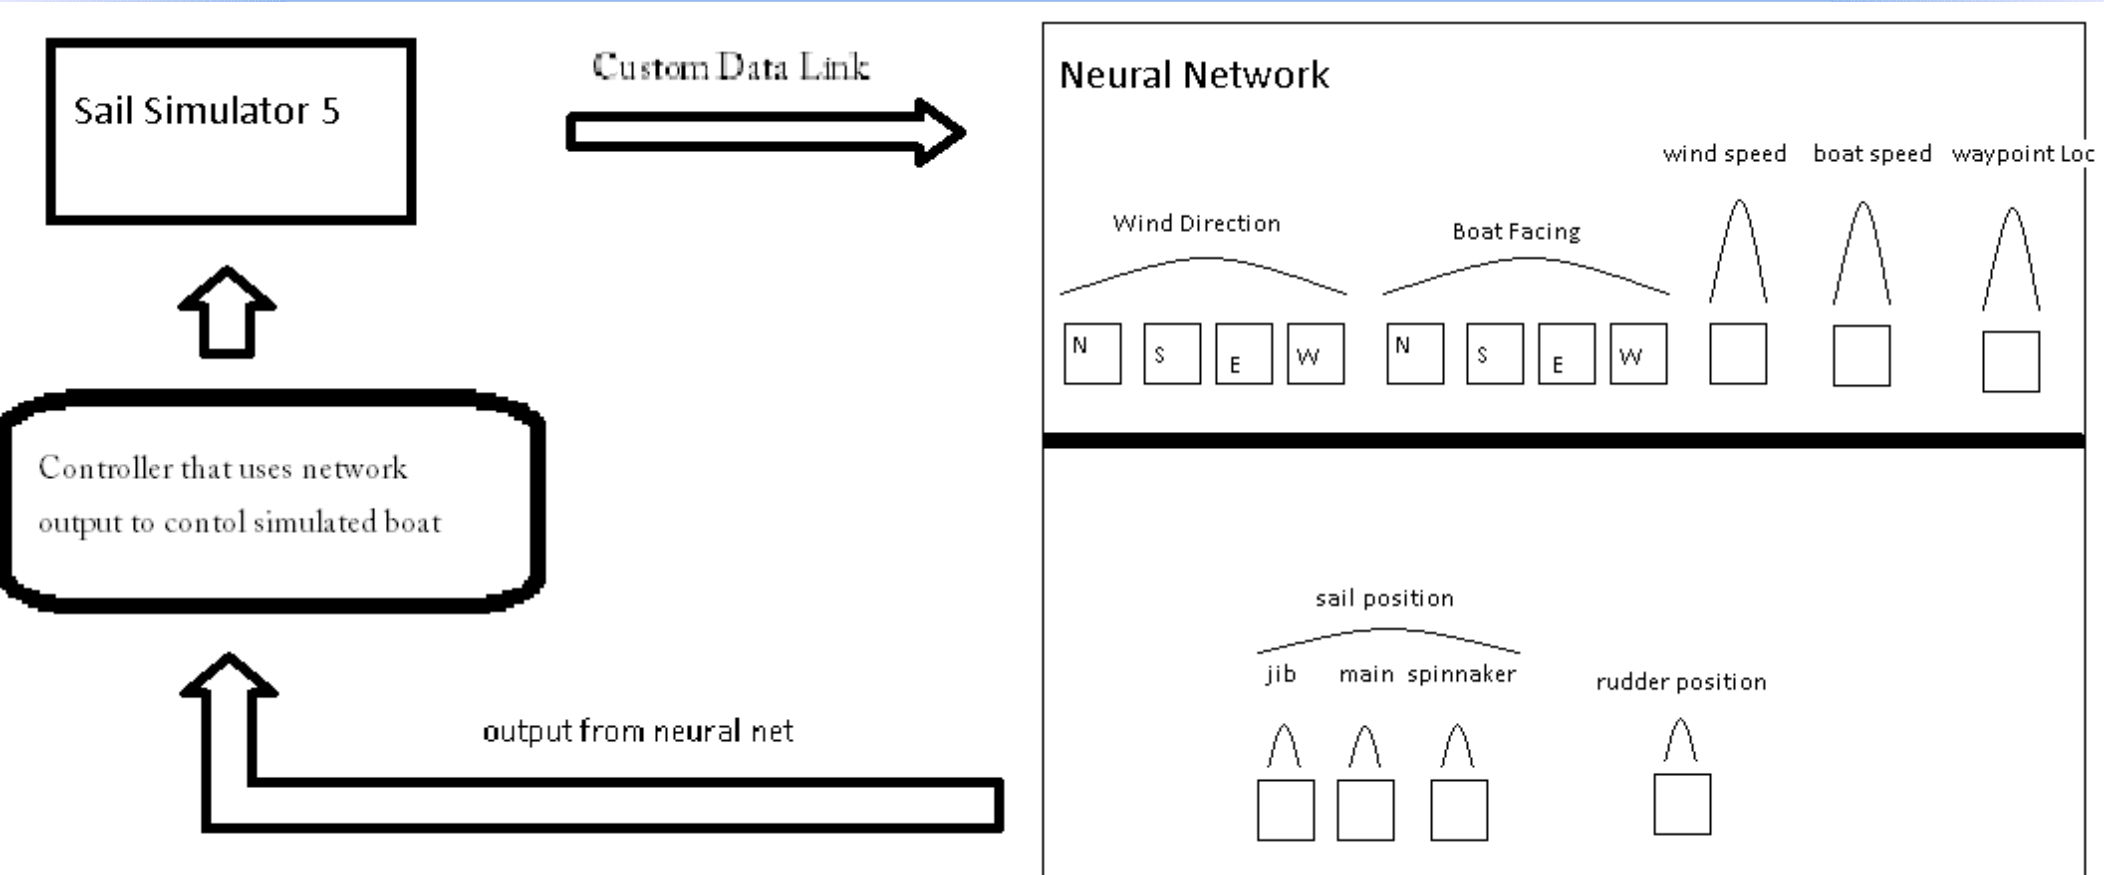 Sail Simulator 5
Custom Data Link
Neural Network
wind speed boat speed waypoint Loc
Wind Direction
Boat Facing
N S E W N S E W
Controller that uses network
output to contol simulated boat
sail position
jib main spinnaker
rudder position
output from neural net